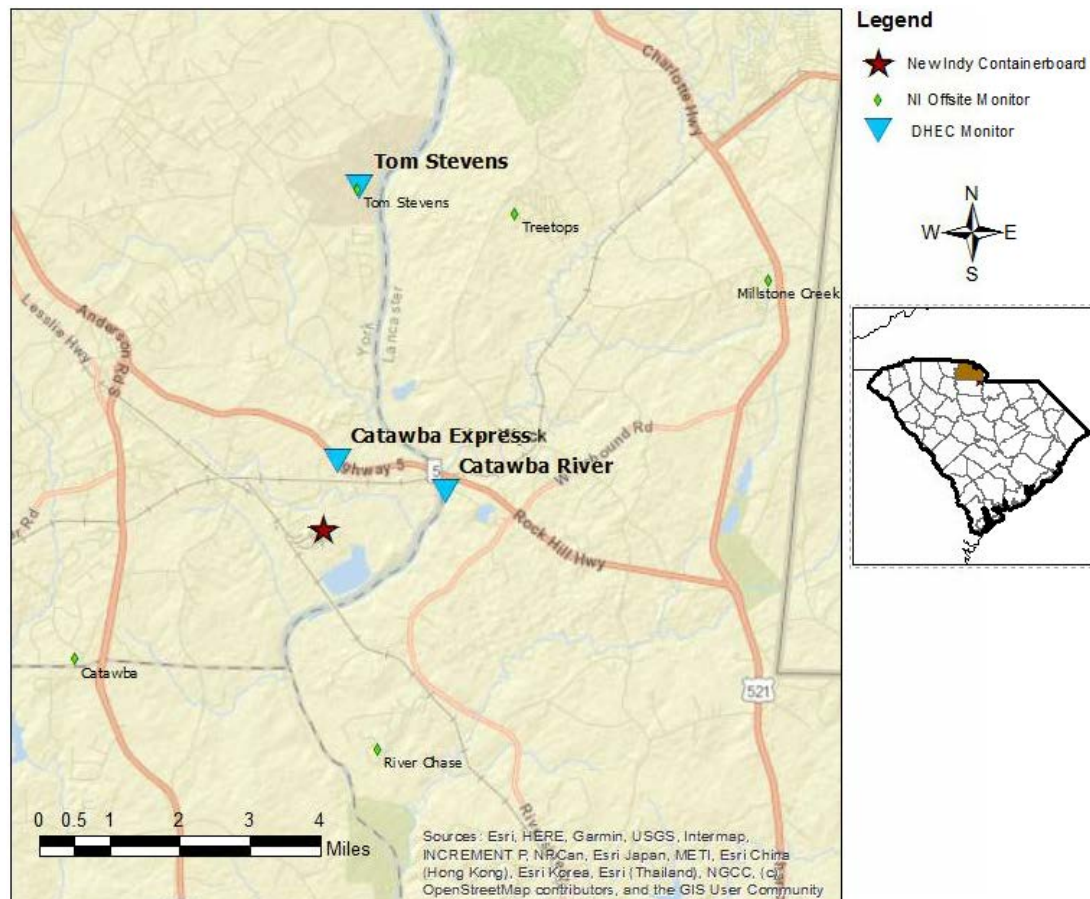 Legend
New Indy Containerboard
NI Offsite Monitor
DHEC Monitor
N
W E
S
Charlotte Hwy
Tom Stevens
Tom Stevens
Treetops
Millstone Creek
Lesslie Hwy
Anderson Rd S
York
Lancaster
Catawba Express
Highway 5
5
Catawba River
Rock Hill Hwy
Catawba
521
River Chase
0 0.5 1 2 3 4
Miles
Sources: Esri, HERE, Garmin, USGS, Intermap,
INCREMENT P, NRCan, Esri Japan, METI, Esri China
(Hong Kong), Esri Korea, Esri (Thailand), NGCC, (c)
OpenStreetMap contributors, and the GIS User Community